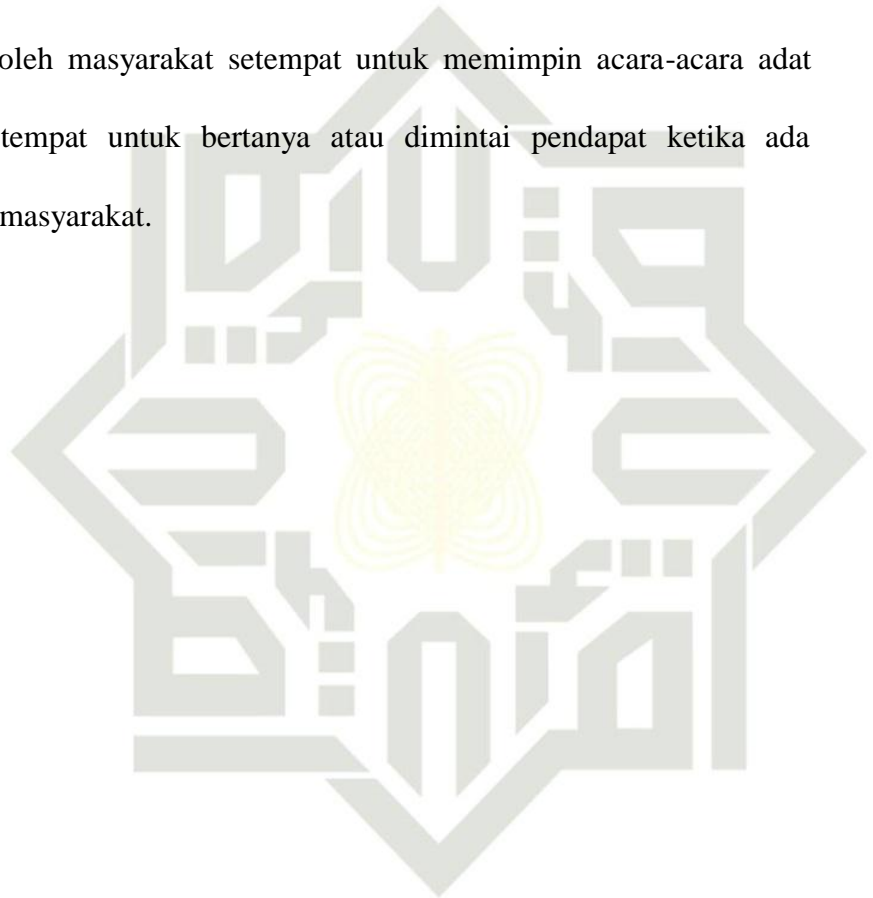 oleh masyarakat setempat untuk memimpin acara-acara adat
tempat untuk bertanya atau dimintai pendapat ketika ada
masyarakat.